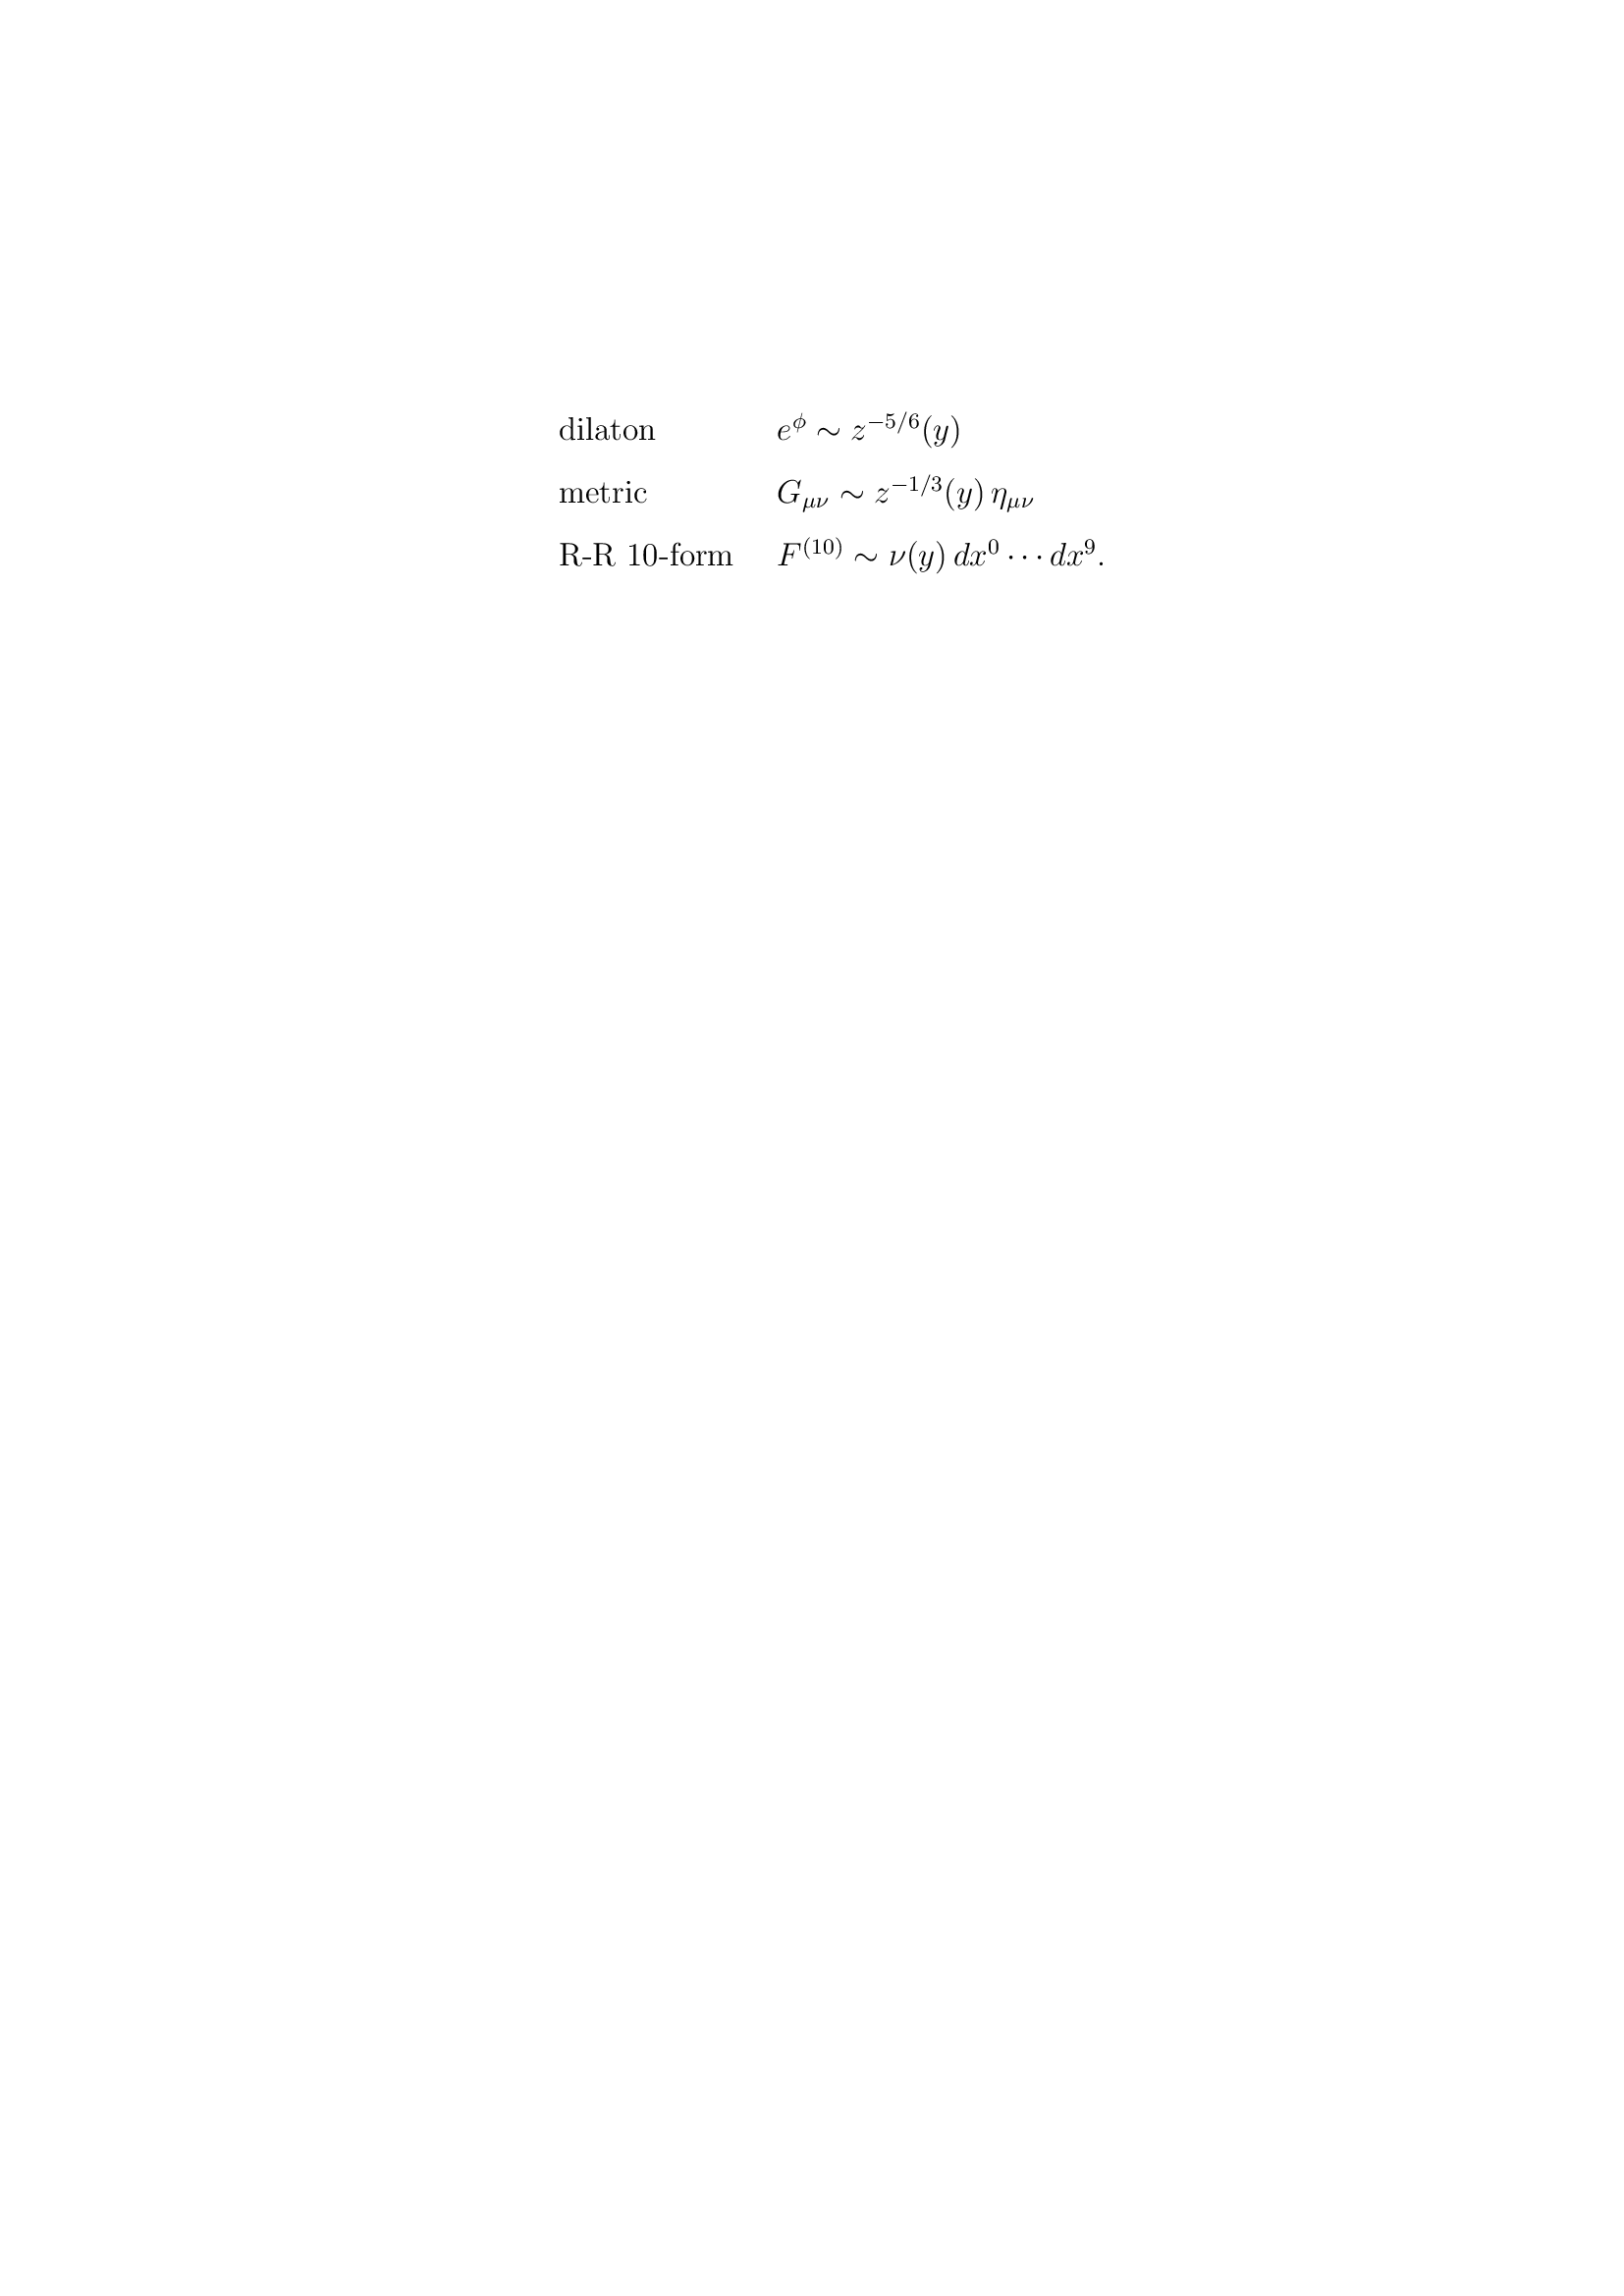 dilaton $e^{\phi} \sim z^{-5/6}(y)$
metric $G_{\mu\nu} \sim z^{-1/3}(y)\, \eta_{\mu\nu}$
R-R 10-form $F^{(10)} \sim \nu(y)\, dx^0 \cdots dx^9.$